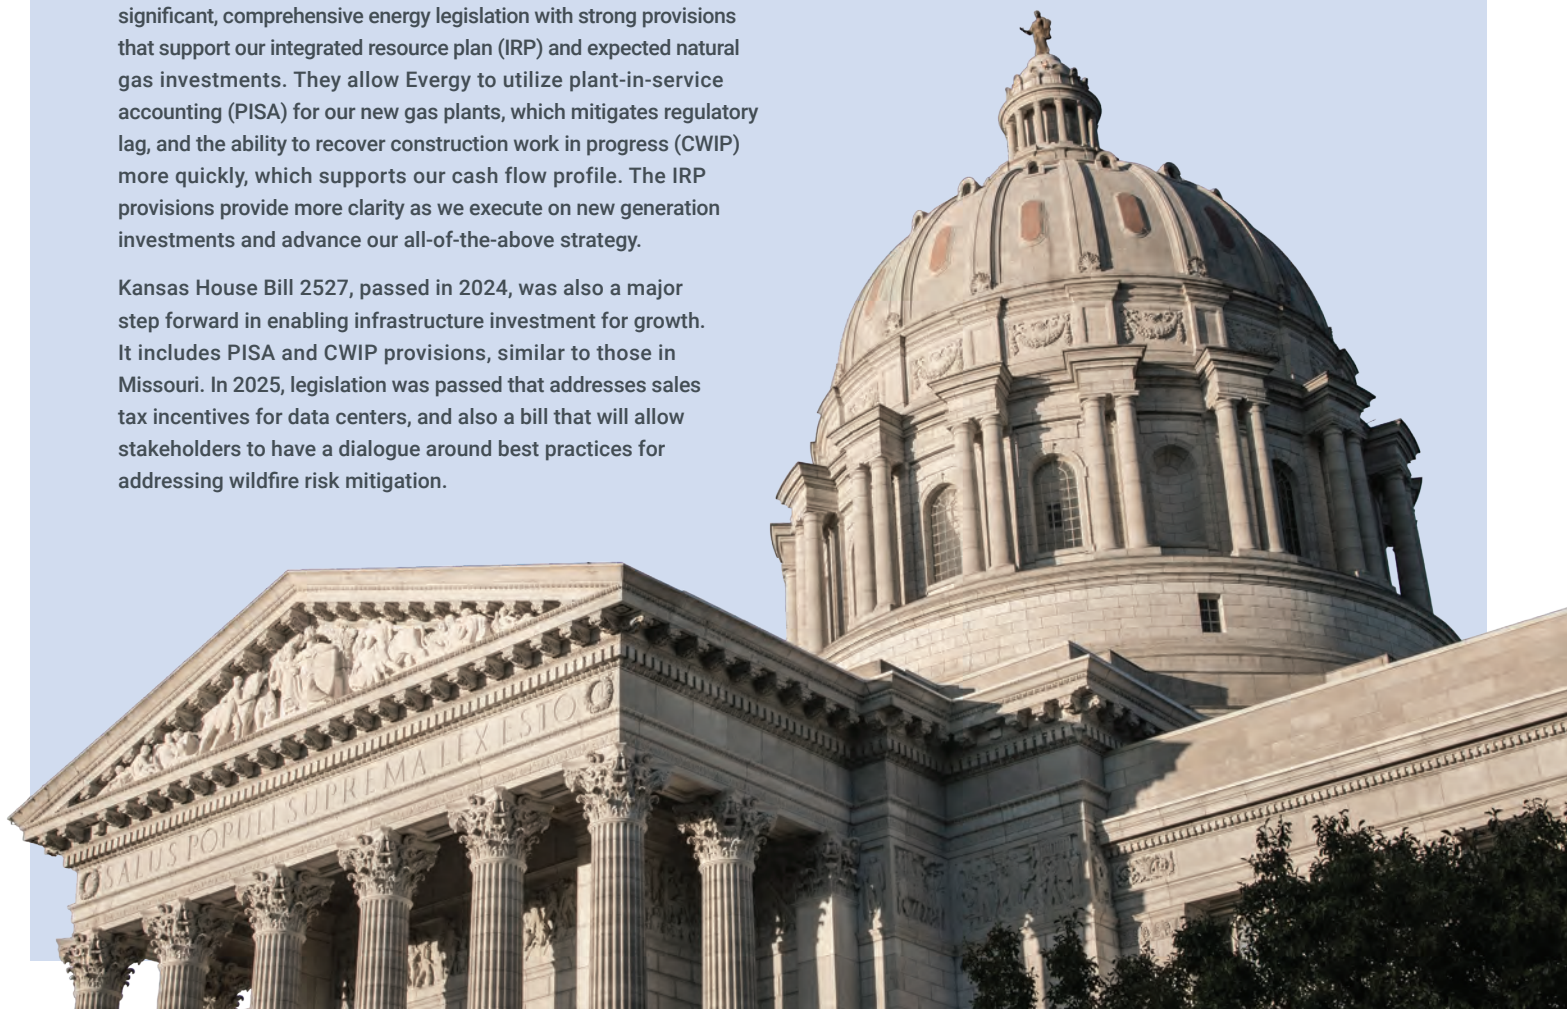 significant, comprehensive energy legislation with strong provisions
that support our integrated resource plan (IRP) and expected natural
gas investments. They allow Evergy to utilize plant-in-service
accounting (PISA) for our new gas plants, which mitigates regulatory
lag, and the ability to recover construction work in progress (CWIP)
more quickly, which supports our cash flow profile. The IRP
provisions provide more clarity as we execute on new generation
investments and advance our all-of-the-above strategy.
Kansas House Bill 2527, passed in 2024, was also a major
step forward in enabling infrastructure investment for growth.
It includes PISA and CWIP provisions, similar to those in
Missouri. In 2025, legislation was passed that addresses sales
tax incentives for data centers, and also a bill that will allow
stakeholders to have a dialogue around best practices for
addressing wildfire risk mitigation.
SALUS POPULI SUPREMA LEX ESTO